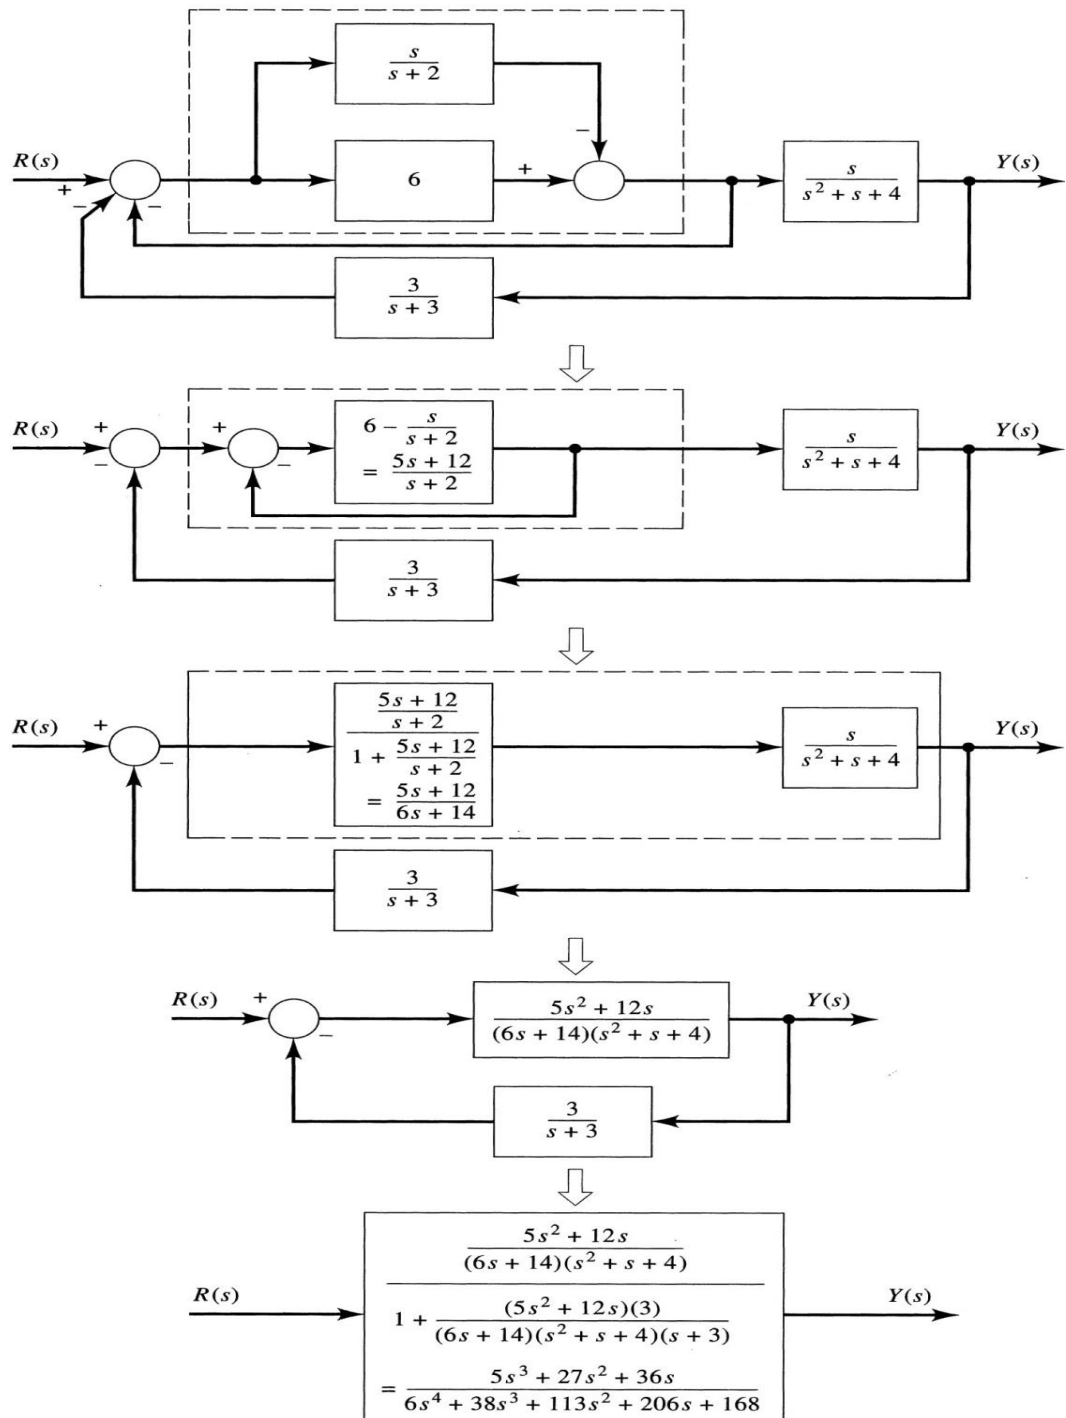 s
s + 2
−
R(s)
+
6
+
s
s² + s + 4
Y(s)
−
−
3
s + 3
R(s)
+
+
6 − s
s + 2
= 5s + 12
s + 2
s
s² + s + 4
Y(s)
−
−
3
s + 3
R(s)
+
5s + 12
s + 2
1 + 5s + 12
s + 2
= 5s + 12
6s + 14
s
s² + s + 4
Y(s)
−
3
s + 3
R(s)
+
5s² + 12s
(6s + 14)(s² + s + 4)
Y(s)
−
3
s + 3
R(s)
5s² + 12s
(6s + 14)(s² + s + 4)
1 + (5s² + 12s)(3)
(6s + 14)(s² + s + 4)(s + 3)
= 5s³ + 27s² + 36s
6s⁴ + 38s³ + 113s² + 206s + 168
Y(s)